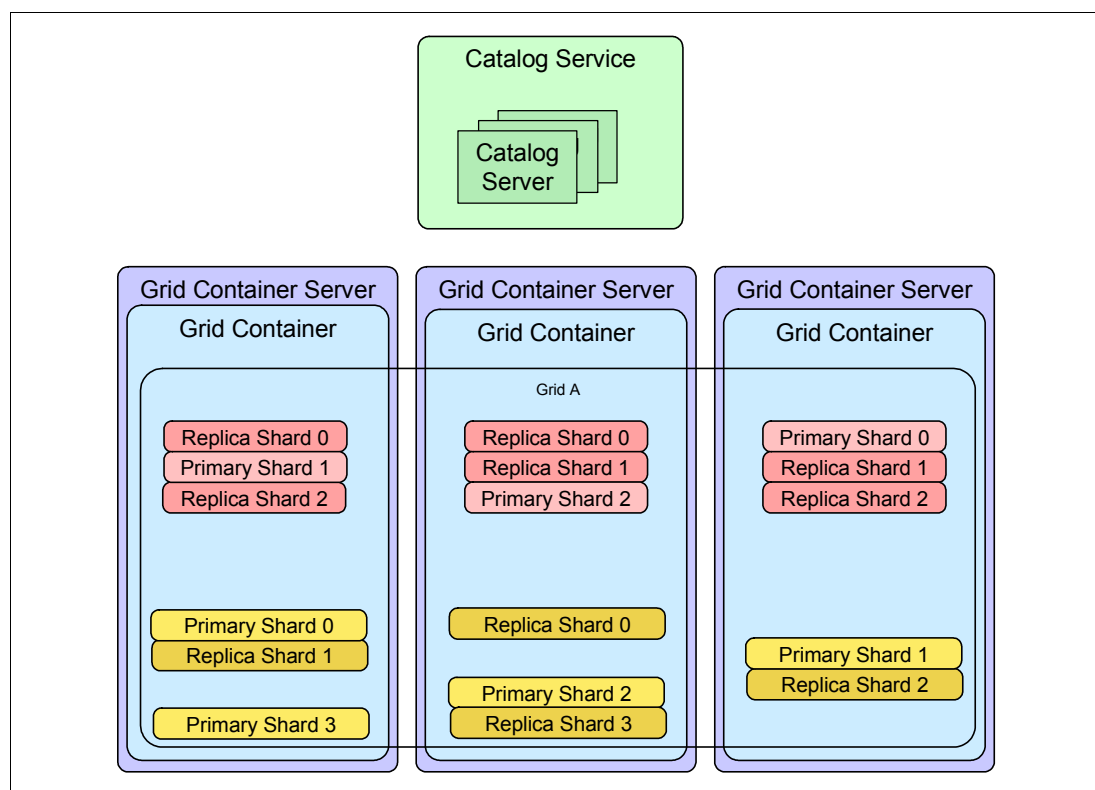 Catalog Service
Catalog
Server
Grid Container Server
Grid Container
Grid Container Server
Grid Container
Grid Container Server
Grid Container
Grid A
Replica Shard 0
Primary Shard 1
Replica Shard 2
Replica Shard 0
Replica Shard 1
Primary Shard 2
Primary Shard 0
Replica Shard 1
Replica Shard 2
Primary Shard 0
Replica Shard 1
Primary Shard 3
Replica Shard 0
Primary Shard 2
Replica Shard 3
Primary Shard 1
Replica Shard 2